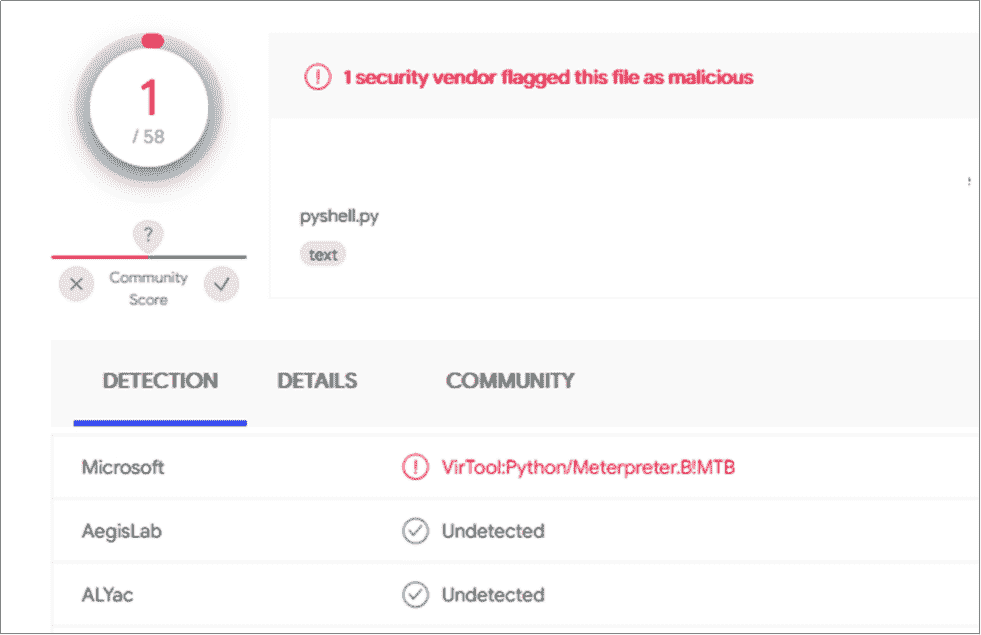 1
/ 58
1 security vendor flagged this file as malicious
pyshell.py
text
?
Community
Score
DETECTION DETAILS COMMUNITY
Microsoft VirTool:Python/Meterpreter.B!MTB
AegisLab Undetected
ALYac Undetected